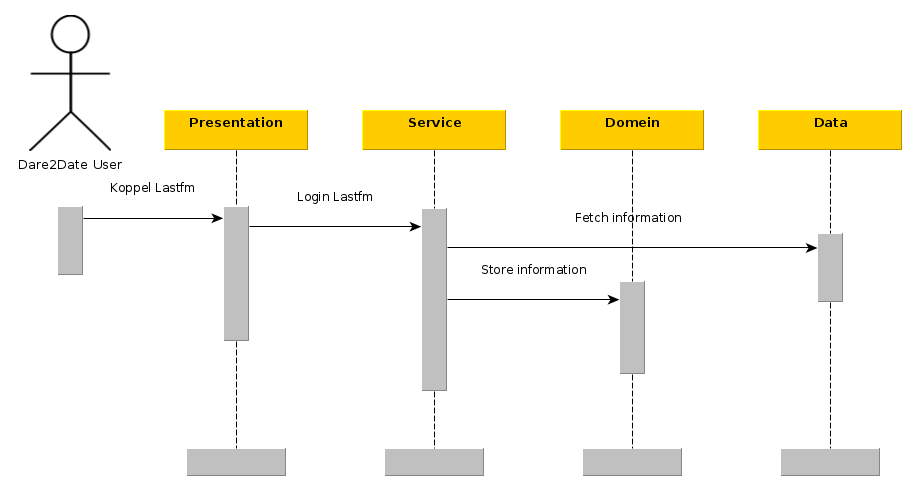 Presentation
Service
Domein
Data
Dare2Date User
Koppel Lastfm
Login Lastfm
Fetch information
Store information